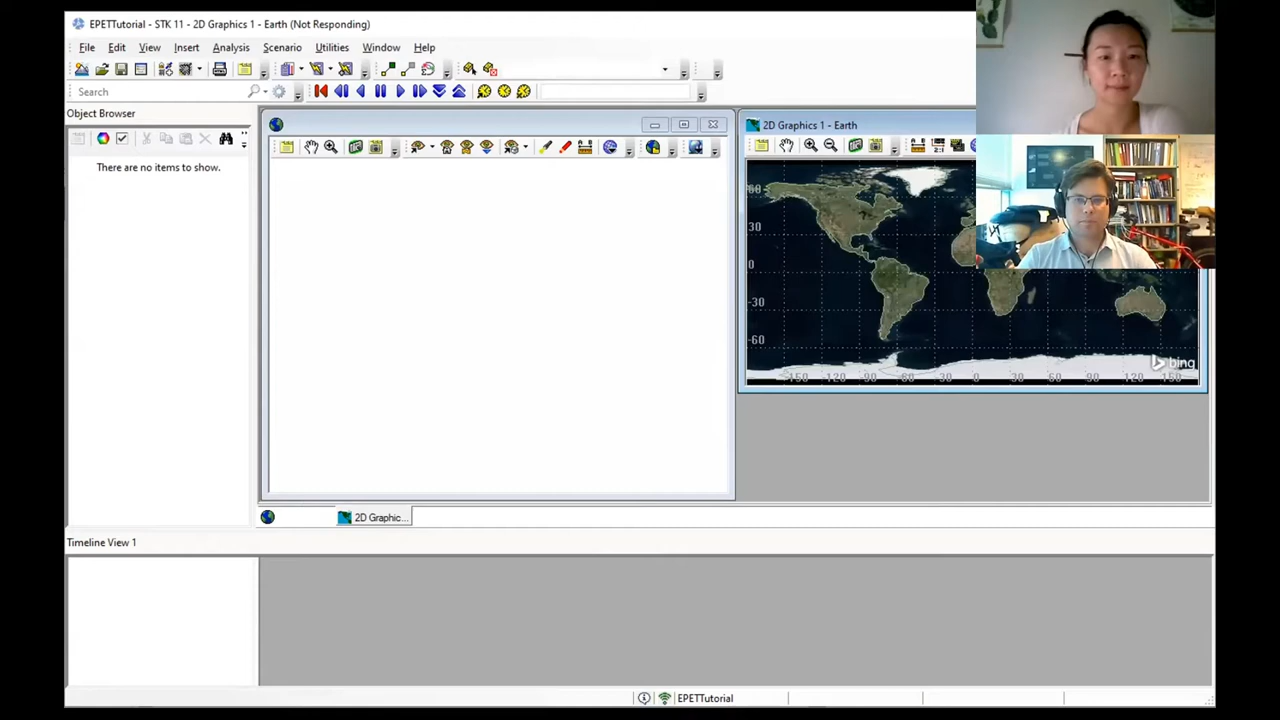 EPETTutorial - STK 11 - 2D Graphics 1 - Earth (Not Responding)
File Edit View Insert Analysis Scenario Utilities Window Help
Search
Object Browser
There are no items to show.
2D Graphics 1 - Earth
60
30
0
-30
-60
-150 -120 -90 -60 -30 0 30 60 90 120 150
bing
2D Graphic...
Timeline View 1
EPETTutorial